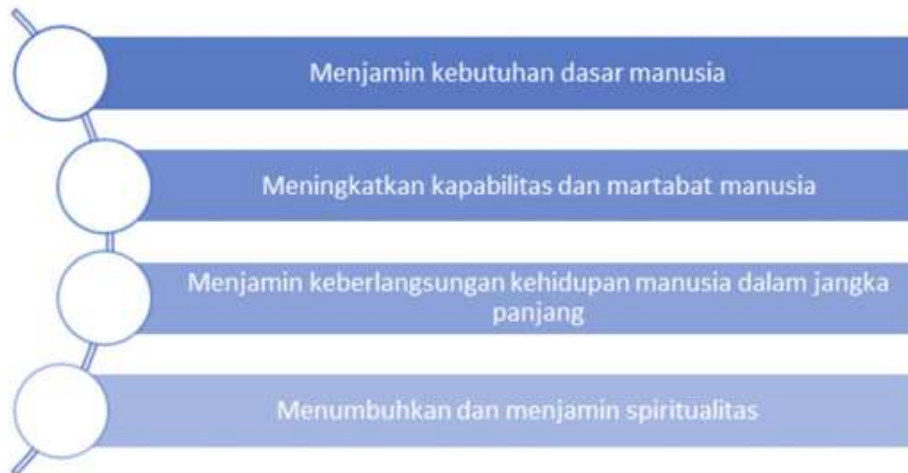 Menjamin kebutuhan dasar manusia
Meningkatkan kapabilitas dan martabat manusia
Menjamin keberlangsungan kehidupan manusia dalam jangka
panjang
Menumbuhkan dan menjamin spiritualitas